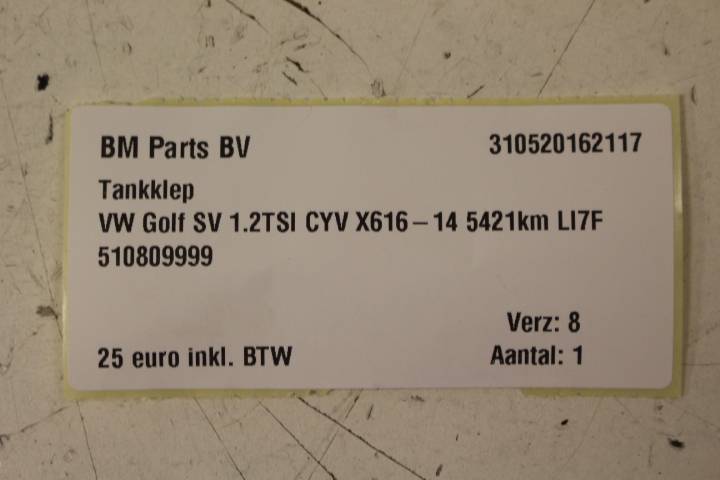 BM Parts BV 310520162117
Tankklep
VW Golf SV 1.2TSI CYV X616-14 5421km LI7F
510809999
Verz: 8
25 euro inkl. BTW Aantal: 1